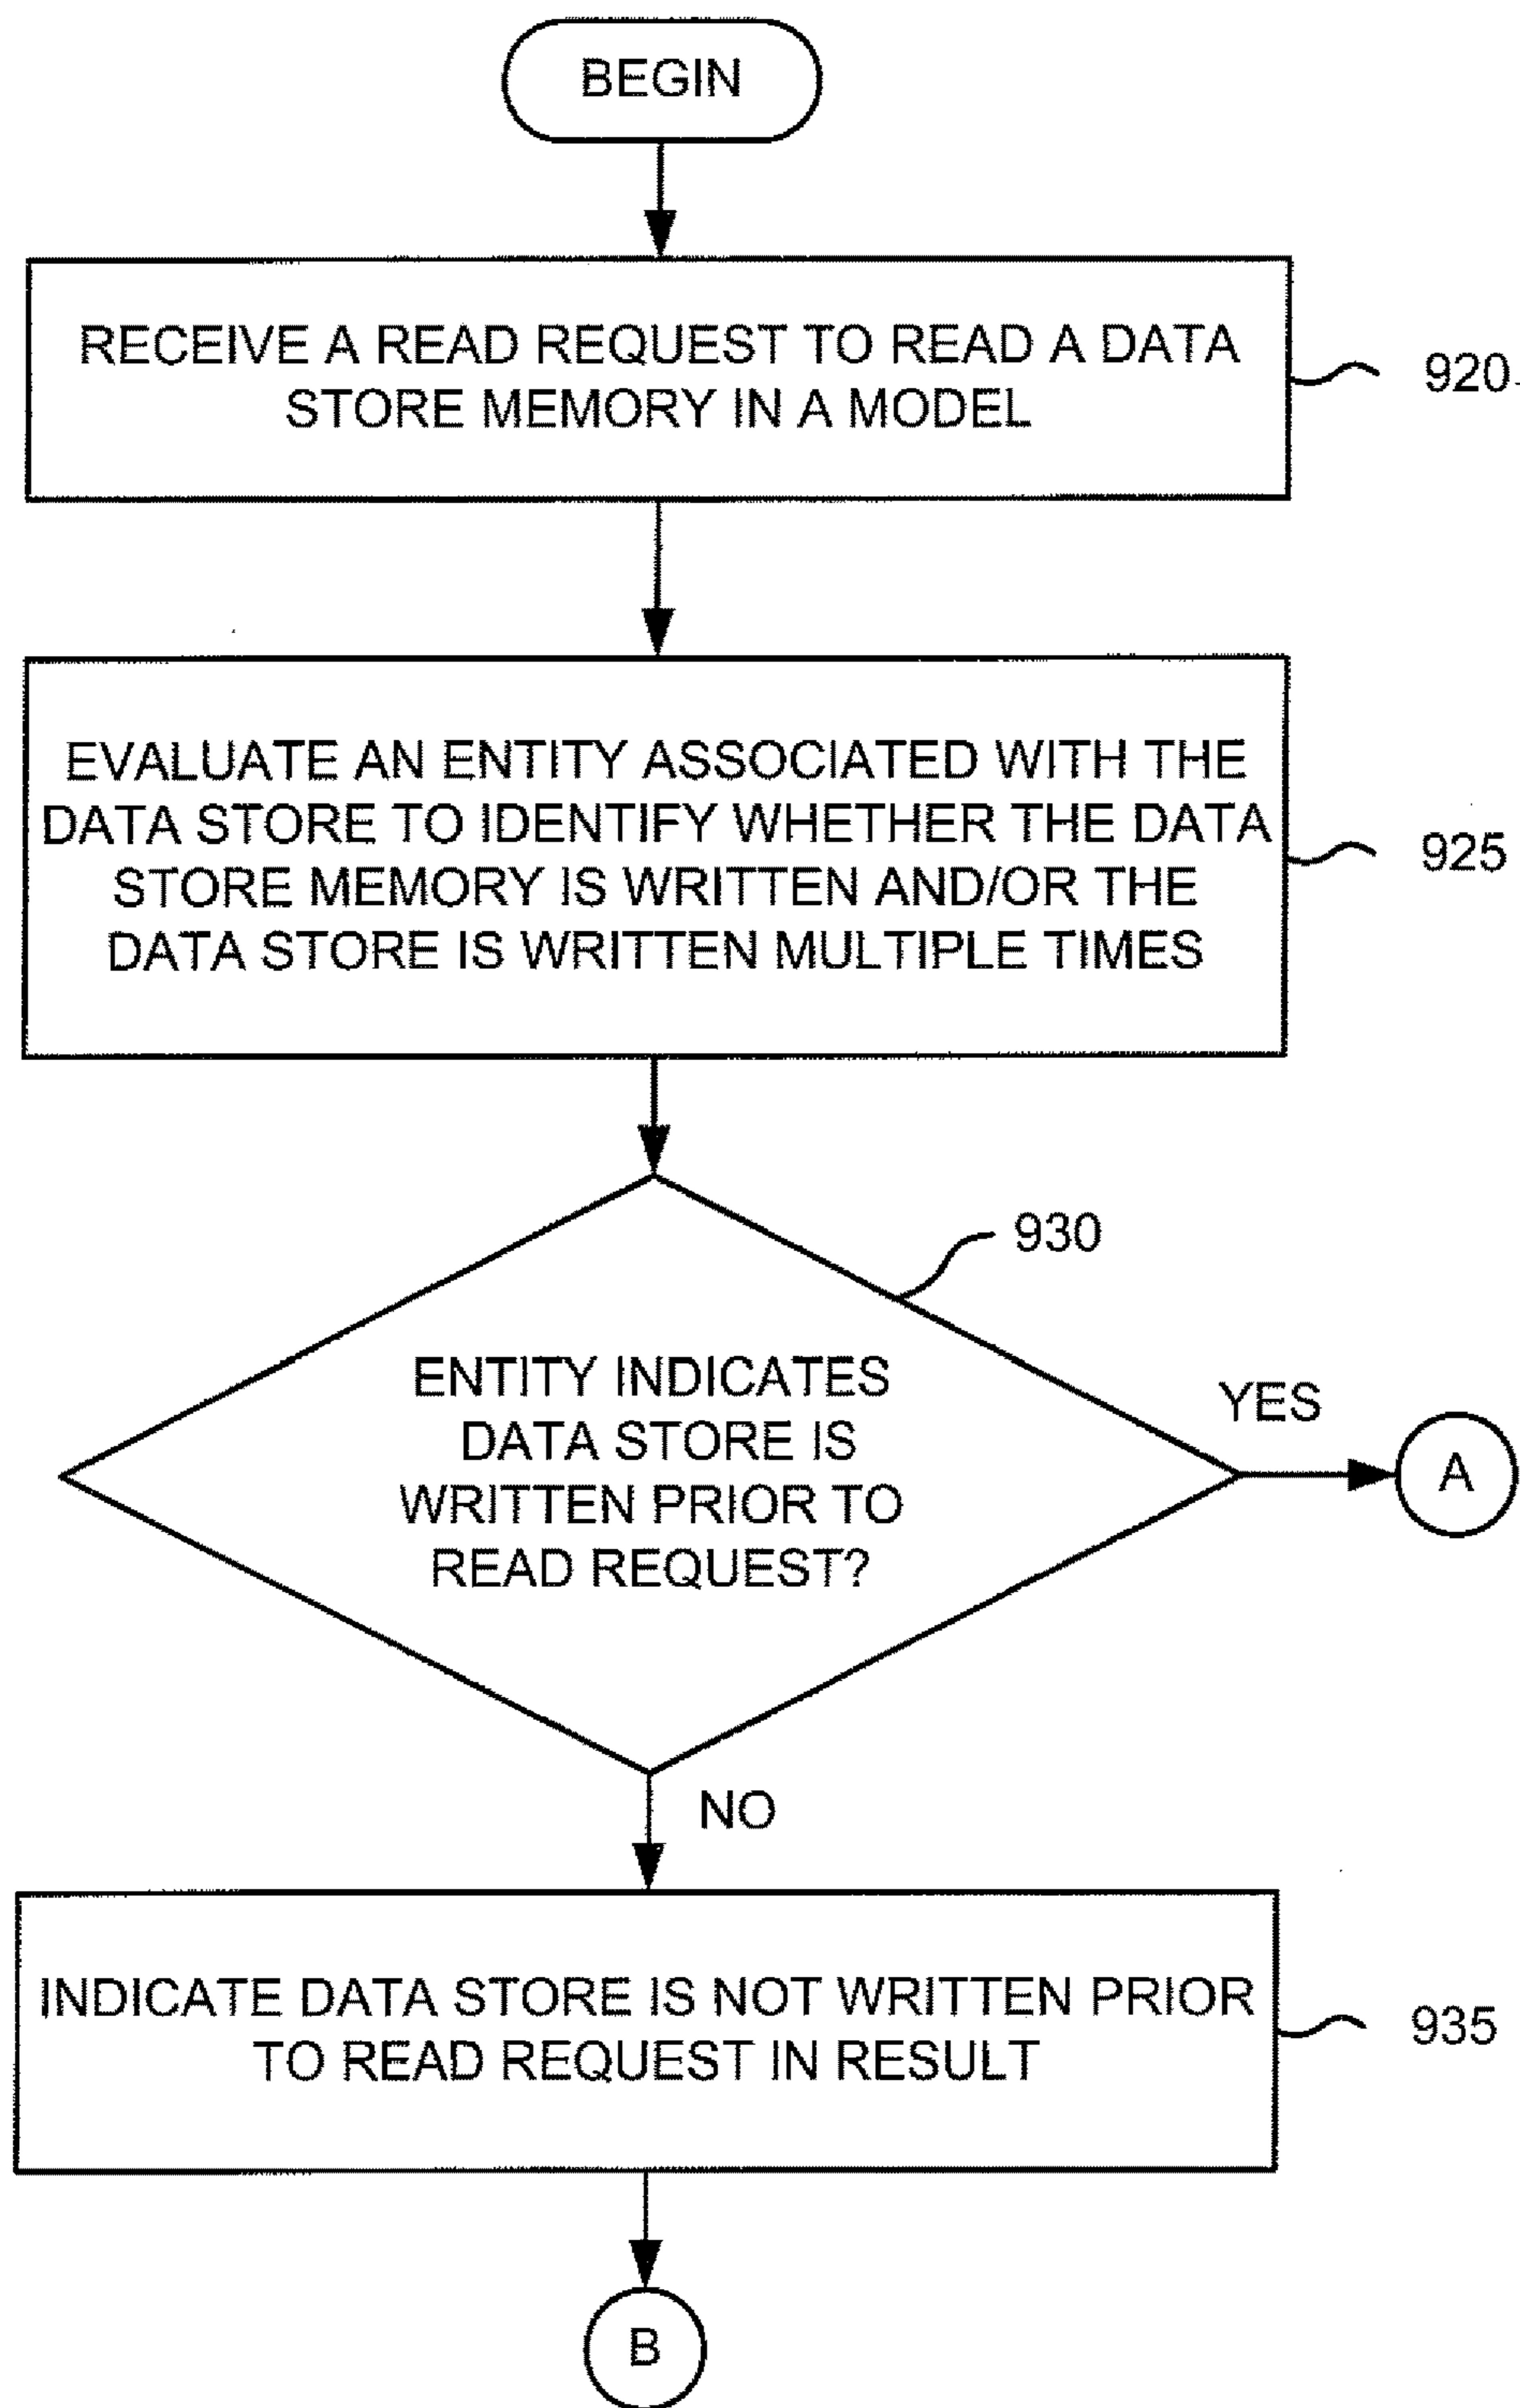 BEGIN
RECEIVE A READ REQUEST TO READ A DATA
STORE MEMORY IN A MODEL
920
EVALUATE AN ENTITY ASSOCIATED WITH THE
DATA STORE TO IDENTIFY WHETHER THE DATA
STORE MEMORY IS WRITTEN AND/OR THE
DATA STORE IS WRITTEN MULTIPLE TIMES
925
930
ENTITY INDICATES
DATA STORE IS
WRITTEN PRIOR TO
READ REQUEST?
YES
A
NO
INDICATE DATA STORE IS NOT WRITTEN PRIOR
TO READ REQUEST IN RESULT
935
B